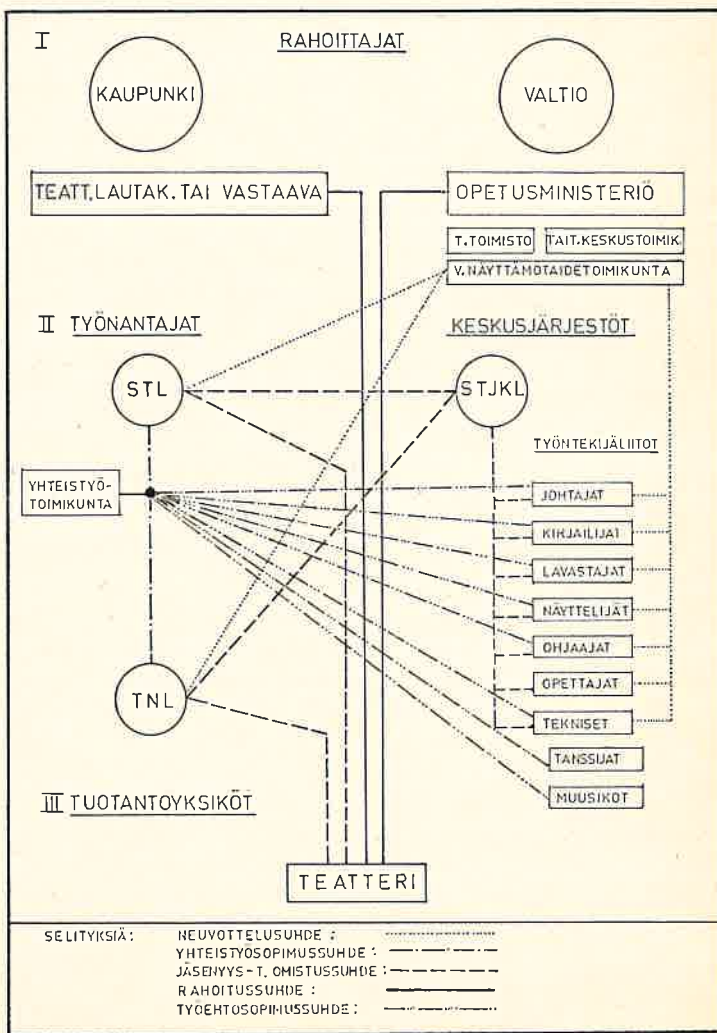 I
RAHOITTAJAT
KAUPUNKI
VALTIO
TEATT. LAUTAK. TAI VASTAAVA
OPETUSMINISTERIÖ
T. TOIMISTO
TAIT. KESKUSTOIMIK.
V. NÄYTTÄMÖTAIDETOIMIKUNTA
II TYÖNANTAJAT
KESKUSJÄRJESTÖT
STL
STJKL
TYÖNTEKIJÄLIITOT
YHTEISTYÖ-
TOIMIKUNTA
JOHTAJAT
KIRJAILIJAT
LAVASTAJAT
NÄYTTELIJÄT
OHJAAJAT
OPETTAJAT
TEKNISET
TANSSIJAT
MUUSIKOT
TNL
III TUOTANTOYKSIKÖT
TEATTERI
SELITYKSIÄ:
NEUVOTTELUSUHDE:
YHTEISTYÖSOPIMUSSUHDE:
JÄSENYYS-T. OMISTUSSUHDE:
RAHOITUSSUHDE:
TYÖEHTOSOPIMUSSUHDE: